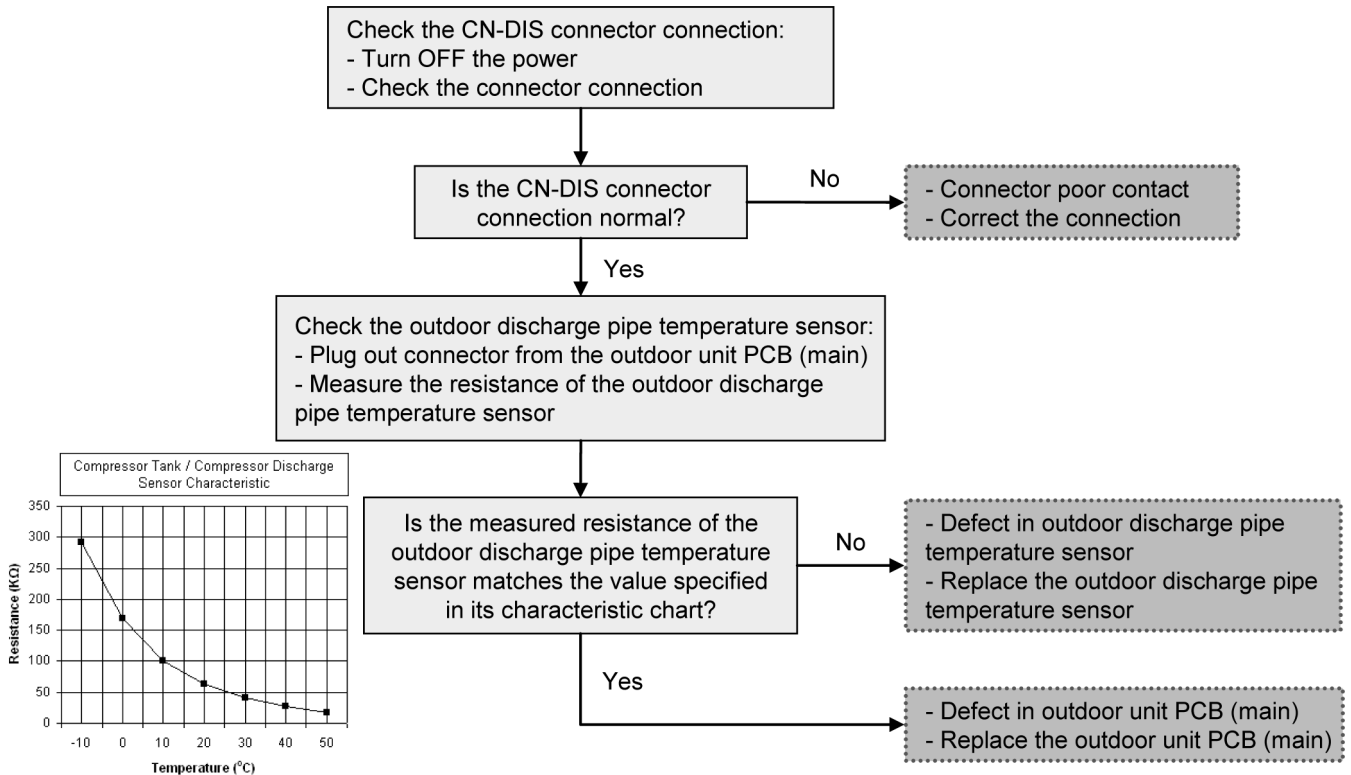 Check the CN-DIS connector connection:
- Turn OFF the power
- Check the connector connection
Is the CN-DIS connector
connection normal?
No
- Connector poor contact
- Correct the connection
Yes
Check the outdoor discharge pipe temperature sensor:
- Plug out connector from the outdoor unit PCB (main)
- Measure the resistance of the outdoor discharge
pipe temperature sensor
Compressor Tank / Compressor Discharge
Sensor Characteristic
350
300
250
200
150
100
50
0
Resistance (KΩ)
-10 0 10 20 30 40 50
Temperature (°C)
Is the measured resistance of the
outdoor discharge pipe temperature
sensor matches the value specified
in its characteristic chart?
No
- Defect in outdoor discharge pipe
temperature sensor
- Replace the outdoor discharge pipe
temperature sensor
Yes
- Defect in outdoor unit PCB (main)
- Replace the outdoor unit PCB (main)